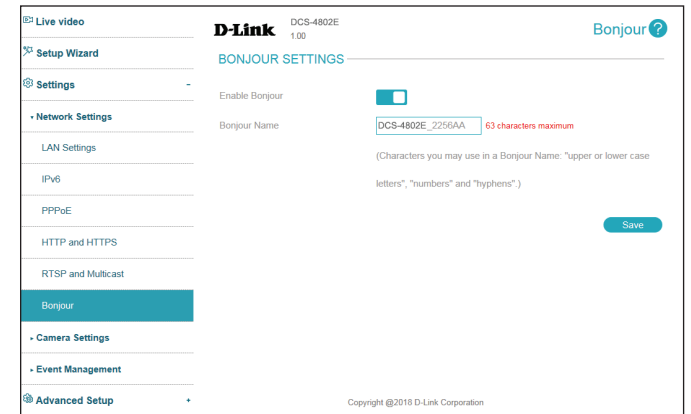 Live video
Setup Wizard
Settings -
Network Settings
LAN Settings
IPv6
PPPoE
HTTP and HTTPS
RTSP and Multicast
Bonjour
Camera Settings
Event Management
Advanced Setup +
D-Link DCS-4802E
1.00
Bonjour ?
BONJOUR SETTINGS
Enable Bonjour
Bonjour Name DCS-4802E_2256AA 63 characters maximum
(Characters you may use in a Bonjour Name: "upper or lower case
letters", "numbers" and "hyphens".)
Save
Copyright @2018 D-Link Corporation